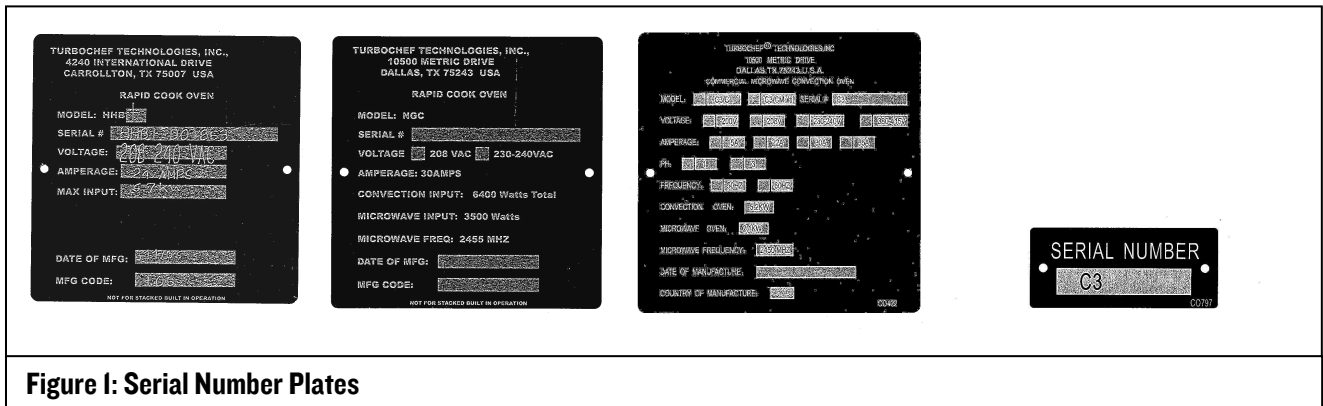 TURBOCHEF TECHNOLOGIES, INC.,
4240 INTERNATIONAL DRIVE
CARROLLTON, TX 75007 USA
RAPID COOK OVEN
MODEL: HHB
SERIAL #
VOLTAGE: 208-240 VAC
AMPERAGE: 24 AMPS
MAX INPUT:
DATE OF MFG:
MFG CODE:
NOT FOR STACKED BUILT IN OPERATION
TURBOCHEF TECHNOLOGIES, INC.,
10500 METRIC DRIVE
DALLAS, TX 75243 USA
RAPID COOK OVEN
MODEL: NGC
SERIAL #
VOLTAGE 208 VAC 230-240VAC
AMPERAGE: 30AMPS
CONVECTION INPUT: 6400 Watts Total
MICROWAVE INPUT: 3500 Watts
MICROWAVE FREQ: 2455 MHZ
DATE OF MFG:
MFG CODE:
NOT FOR STACKED BUILT IN OPERATION
TURBOCHEF® TECHNOLOGIES,INC
10500 METRIC DRIVE
DALLAS,TX.75243,U.S.A.
COMMERCIAL MICROWAVE CONVECTION OVEN
MODEL: SERIAL#
VOLTAGE:
AMPERAGE:
PH:
FREQUENCY:
CONVECTION OVEN:
MICROWAVE OVEN:
MICROWAVE FREQUENCY:
DATE OF MANUFACTURE:
COUNTRY OF MANUFACTURE:
SERIAL NUMBER
C3
CO797
Figure 1: Serial Number Plates